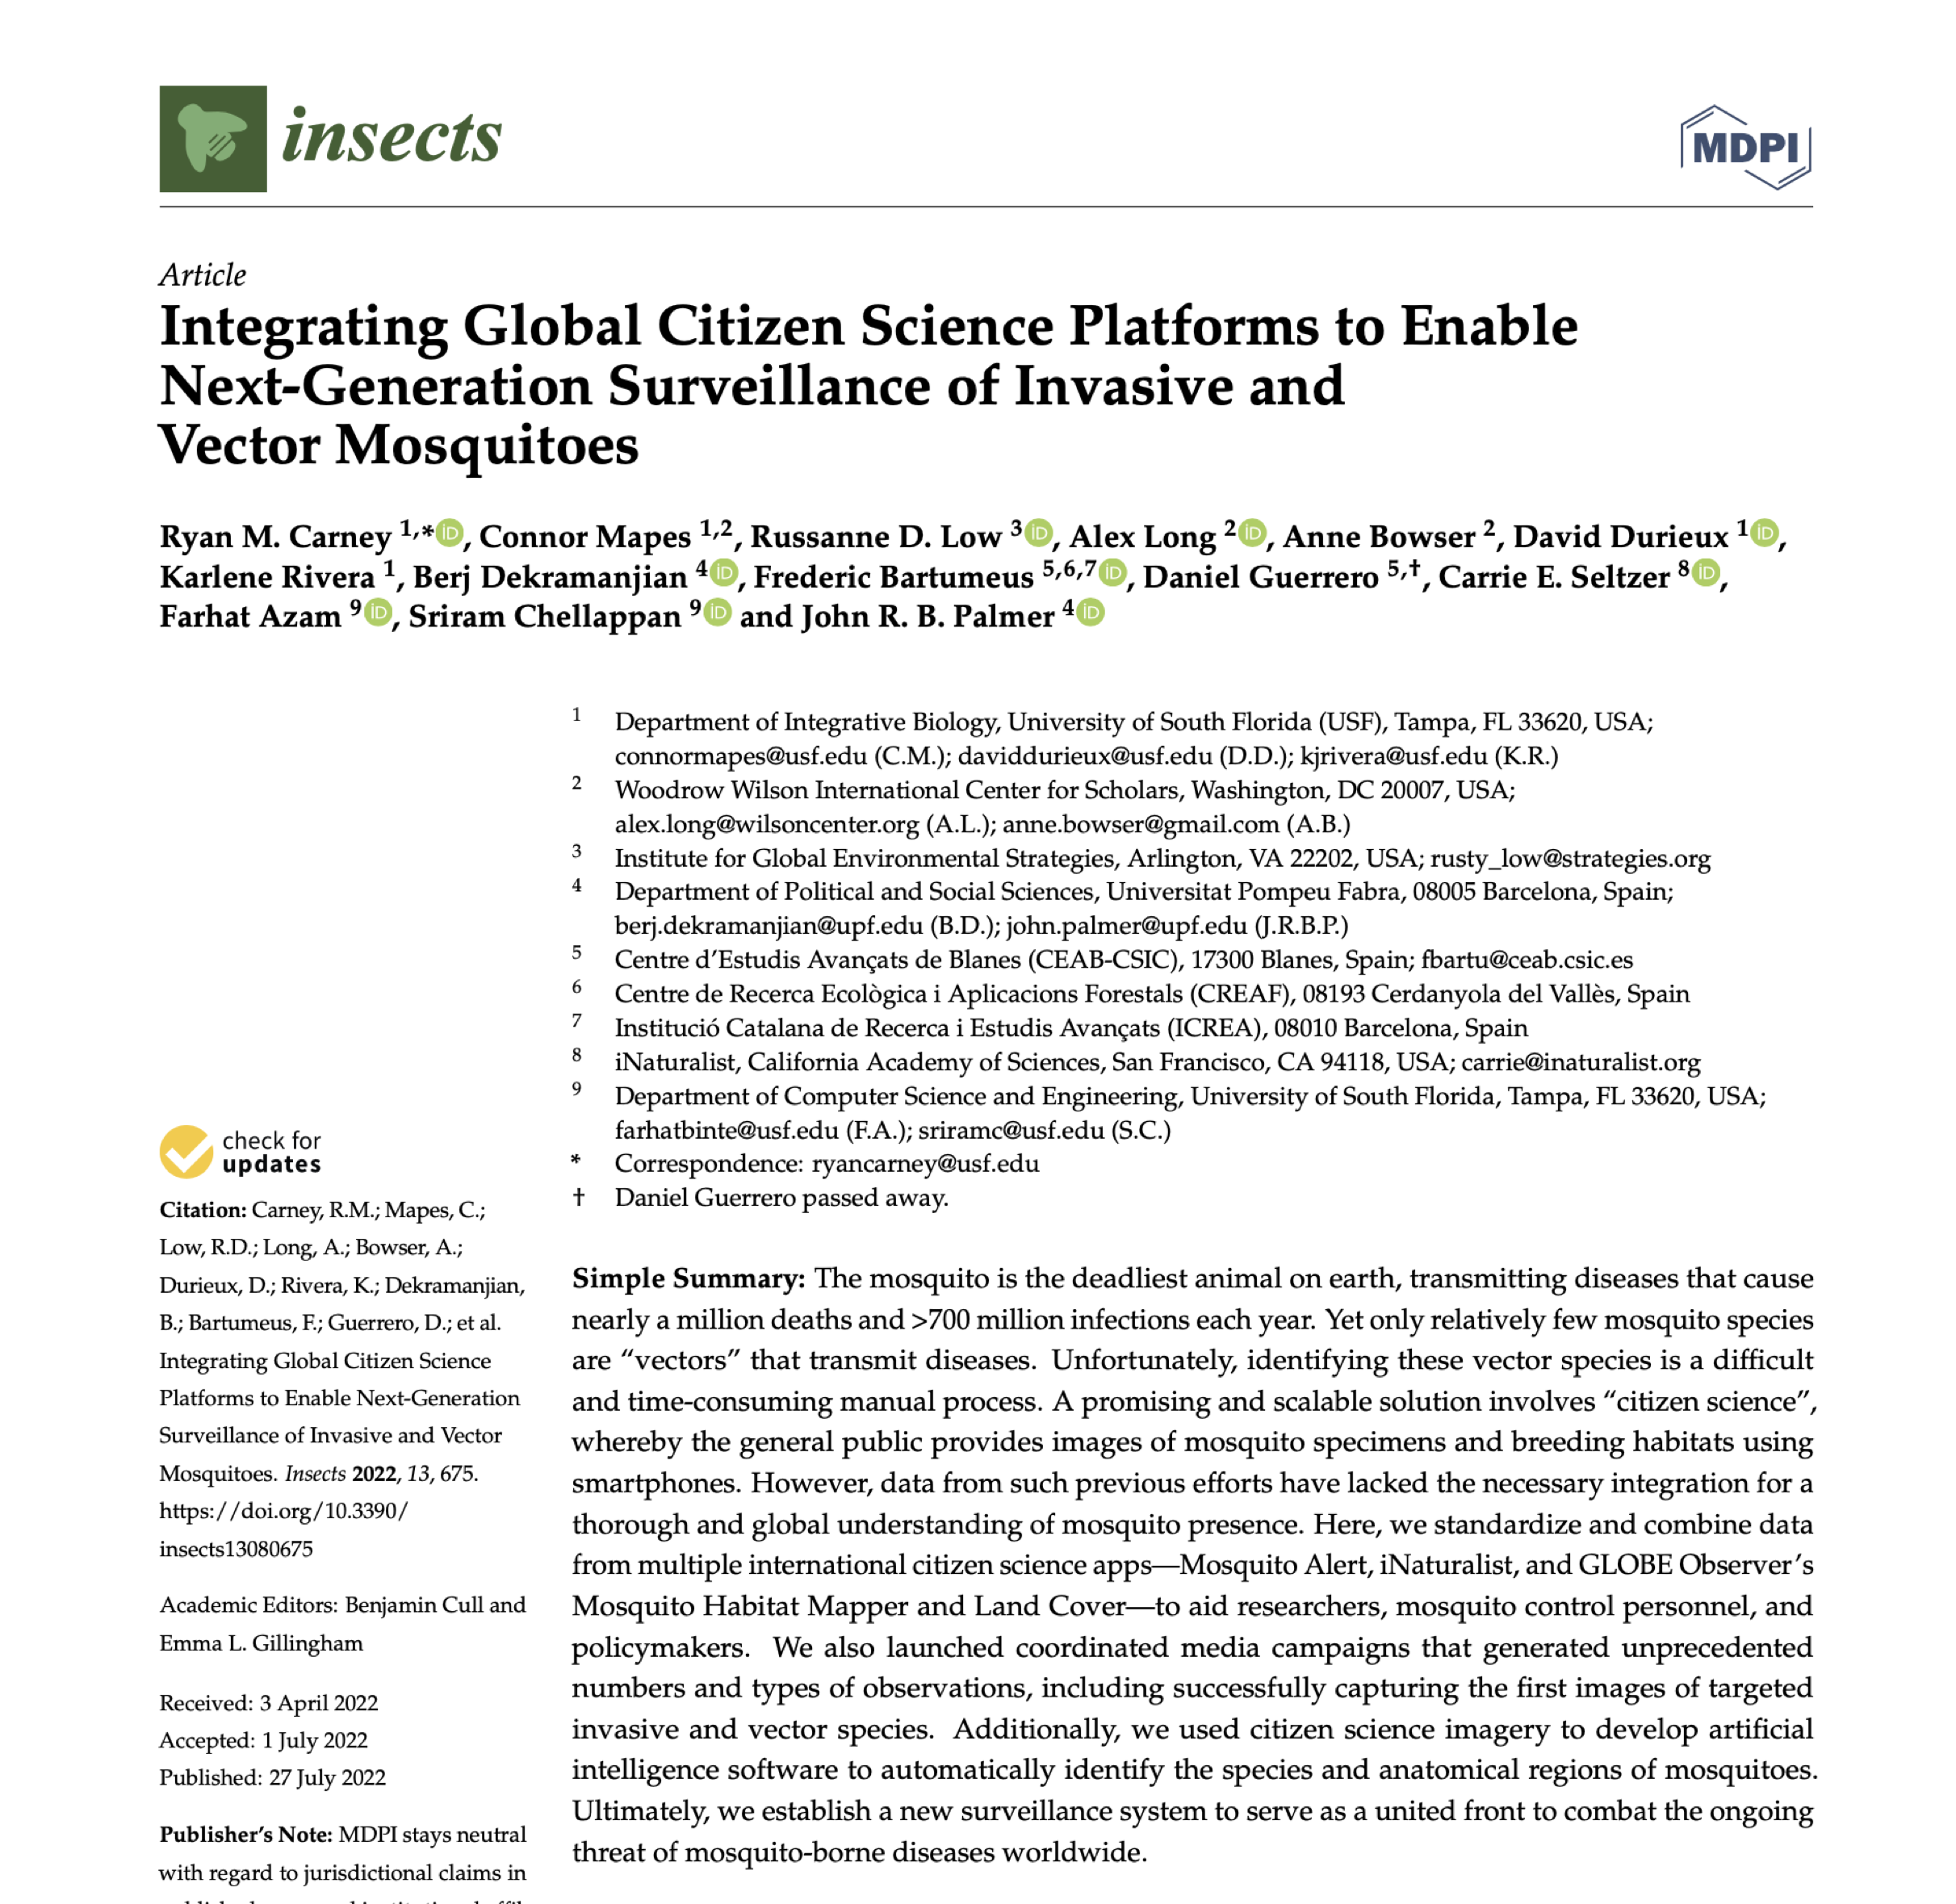 insects
MDPI
Article
Integrating Global Citizen Science Platforms to Enable
Next-Generation Surveillance of Invasive and
Vector Mosquitoes
Ryan M. Carney 1,* iD, Connor Mapes 1,2, Russanne D. Low 3 iD, Alex Long 2 iD, Anne Bowser 2, David Durieux 1 iD,
Karlene Rivera 1, Berj Dekramanjian 4 iD, Frederic Bartumeus 5,6,7 iD, Daniel Guerrero 5,†, Carrie E. Seltzer 8 iD,
Farhat Azam 9 iD, Sriram Chellappan 9 iD and John R. B. Palmer 4 iD
1 Department of Integrative Biology, University of South Florida (USF), Tampa, FL 33620, USA;
connormapes@usf.edu (C.M.); daviddurieux@usf.edu (D.D.); kjrivera@usf.edu (K.R.)
2 Woodrow Wilson International Center for Scholars, Washington, DC 20007, USA;
alex.long@wilsoncenter.org (A.L.); anne.bowser@gmail.com (A.B.)
3 Institute for Global Environmental Strategies, Arlington, VA 22202, USA; rusty_low@strategies.org
4 Department of Political and Social Sciences, Universitat Pompeu Fabra, 08005 Barcelona, Spain;
berj.dekramanjian@upf.edu (B.D.); john.palmer@upf.edu (J.R.B.P.)
5 Centre d’Estudis Avançats de Blanes (CEAB-CSIC), 17300 Blanes, Spain; fbartu@ceab.csic.es
6 Centre de Recerca Ecològica i Aplicacions Forestals (CREAF), 08193 Cerdanyola del Vallès, Spain
7 Institució Catalana de Recerca i Estudis Avançats (ICREA), 08010 Barcelona, Spain
8 iNaturalist, California Academy of Sciences, San Francisco, CA 94118, USA; carrie@inaturalist.org
9 Department of Computer Science and Engineering, University of South Florida, Tampa, FL 33620, USA;
farhatbinte@usf.edu (F.A.); sriramc@usf.edu (S.C.)
* Correspondence: ryancarney@usf.edu
† Daniel Guerrero passed away.
check for
updates
Citation: Carney, R.M.; Mapes, C.;
Low, R.D.; Long, A.; Bowser, A.;
Durieux, D.; Rivera, K.; Dekramanjian,
B.; Bartumeus, F.; Guerrero, D.; et al.
Integrating Global Citizen Science
Platforms to Enable Next-Generation
Surveillance of Invasive and Vector
Mosquitoes. Insects 2022, 13, 675.
https://doi.org/10.3390/
insects13080675
Academic Editors: Benjamin Cull and
Emma L. Gillingham
Received: 3 April 2022
Accepted: 1 July 2022
Published: 27 July 2022
Publisher’s Note: MDPI stays neutral
with regard to jurisdictional claims in
Simple Summary: The mosquito is the deadliest animal on earth, transmitting diseases that cause
nearly a million deaths and >700 million infections each year. Yet only relatively few mosquito species
are “vectors” that transmit diseases. Unfortunately, identifying these vector species is a difficult
and time-consuming manual process. A promising and scalable solution involves “citizen science”,
whereby the general public provides images of mosquito specimens and breeding habitats using
smartphones. However, data from such previous efforts have lacked the necessary integration for a
thorough and global understanding of mosquito presence. Here, we standardize and combine data
from multiple international citizen science apps—Mosquito Alert, iNaturalist, and GLOBE Observer’s
Mosquito Habitat Mapper and Land Cover—to aid researchers, mosquito control personnel, and
policymakers. We also launched coordinated media campaigns that generated unprecedented
numbers and types of observations, including successfully capturing the first images of targeted
invasive and vector species. Additionally, we used citizen science imagery to develop artificial
intelligence software to automatically identify the species and anatomical regions of mosquitoes.
Ultimately, we establish a new surveillance system to serve as a united front to combat the ongoing
threat of mosquito-borne diseases worldwide.